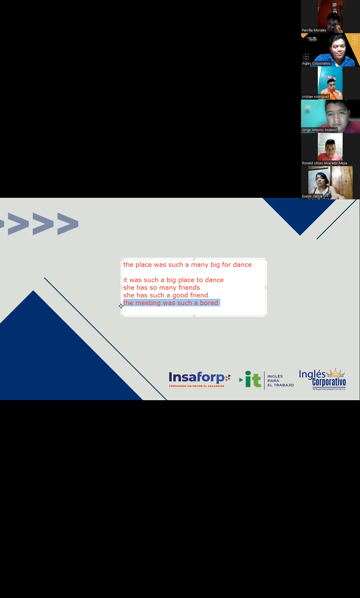 Inglés Corporativo
>>>>
the place was such a many big for dance
it was such a big place to dance
she has so many friends
she has such a good friend
the meeting was such a bored
Insaforp
it
INGLÉS
PARA
EL TRABAJO
Inglés
Corporativo